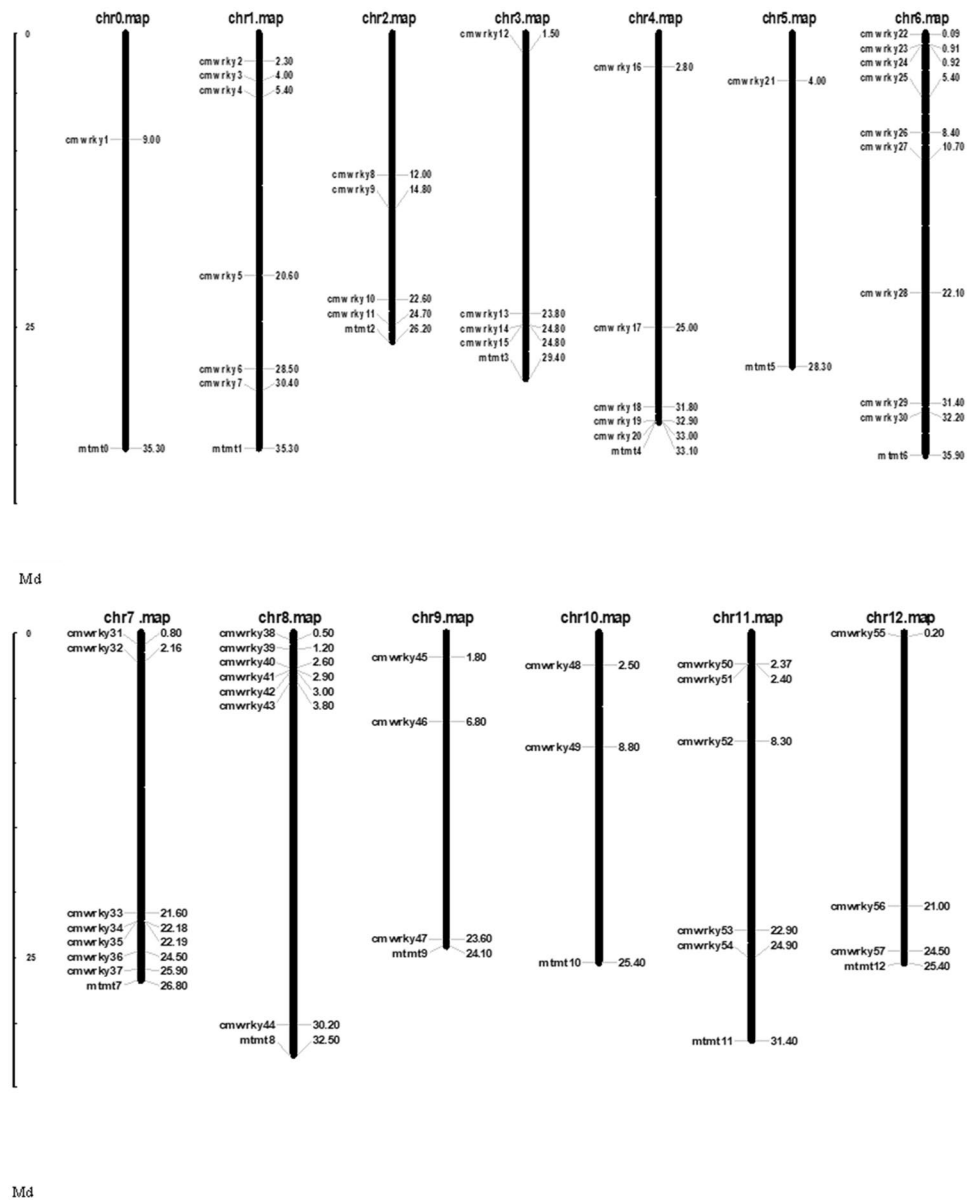 chr0.map chr1.map chr2.map chr3.map chr4.map chr5.map chr6.map
0
25
cmwrky1 9.00
mtmt0 35.30
cmwrky2 2.30
cmwrky3 4.00
cmwrky4 5.40
cmwrky5 20.60
cmwrky6 28.50
cmwrky7 30.40
mtmt1 35.30
cmwrky8 12.00
cmwrky9 14.80
cmwrky10 22.60
cmwrky11 24.70
mtmt2 26.20
cmwrky12 1.50
cmwrky13 23.80
cmwrky14 24.80
cmwrky15 24.80
mtmt3 29.40
cmwrky16 2.80
cmwrky17 25.00
cmwrky18 31.80
cmwrky19 32.90
cmwrky20 33.00
mtmt4 33.10
cmwrky21 4.00
mtmt5 28.30
cmwrky22 0.09
cmwrky23 0.91
cmwrky24 0.92
cmwrky25 5.40
cmwrky26 8.40
cmwrky27 10.70
cmwrky28 22.10
cmwrky29 31.40
cmwrky30 32.20
mtmt6 35.90
Md
chr7 .map chr8.map chr9.map chr10.map chr11.map chr12.map
0
25
cmwrky31 0.80
cmwrky32 2.16
cmwrky33 21.60
cmwrky34 22.18
cmwrky35 22.19
cmwrky36 24.50
cmwrky37 25.90
mtmt7 26.80
cmwrky38 0.50
cmwrky39 1.20
cmwrky40 2.60
cmwrky41 2.90
cmwrky42 3.00
cmwrky43 3.80
cmwrky44 30.20
mtmt8 32.50
cmwrky45 1.80
cmwrky46 6.80
cmwrky47 23.60
mtmt9 24.10
cmwrky48 2.50
cmwrky49 8.80
mtmt10 25.40
cmwrky50 2.37
cmwrky51 2.40
cmwrky52 8.30
cmwrky53 22.90
cmwrky54 24.90
mtmt11 31.40
cmwrky55 0.20
cmwrky56 21.00
cmwrky57 24.50
mtmt12 25.40
Md